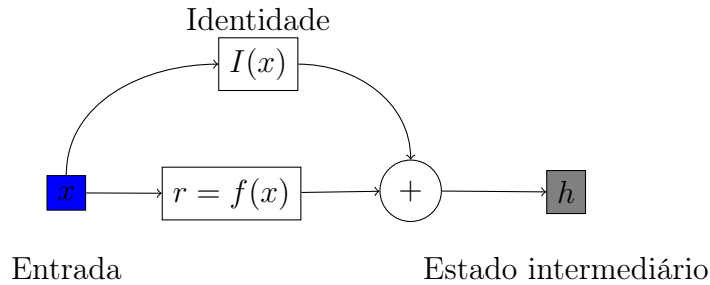 Identidade
I(x)
x
r = f(x)
+
h
Entrada
Estado intermediário